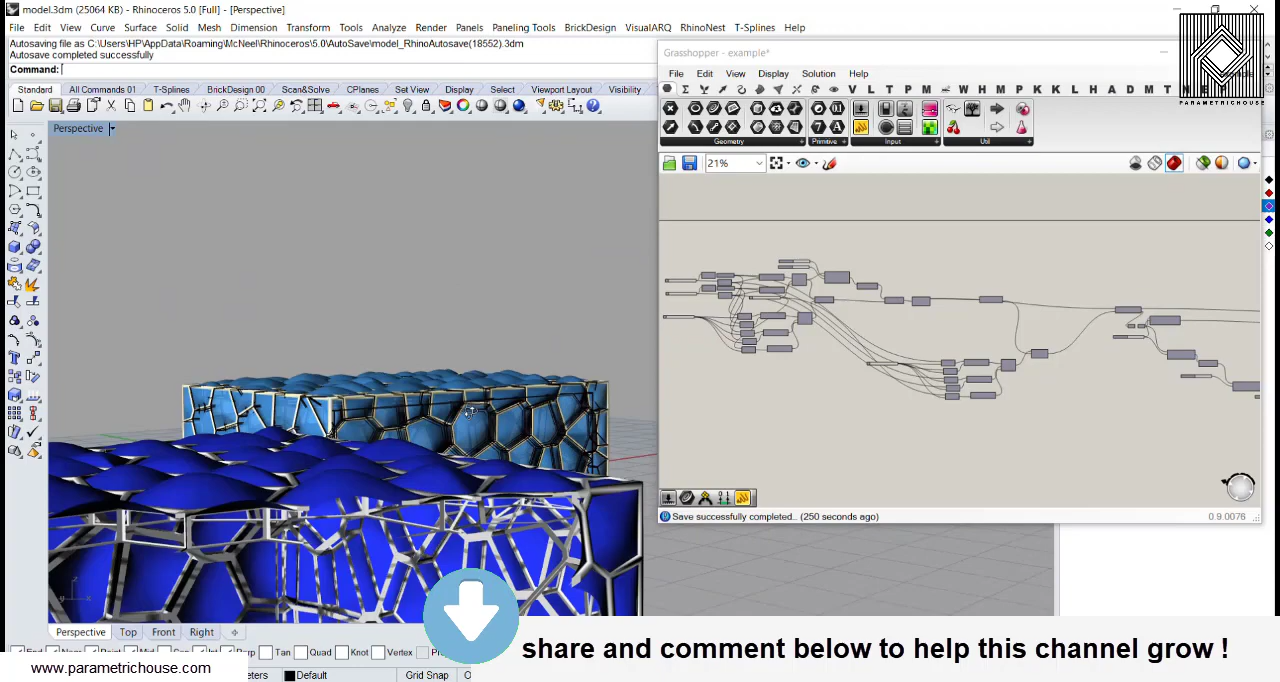 model.3dm (25064 KB) - Rhinoceros 5.0 [Full] - [Perspective]
File Edit View Curve Surface Solid Mesh Dimension Transform Tools Analyze Render Panels Paneling Tools BrickDesign VisualARQ RhinoNest T-Splines Help
Autosaving file as C:\Users\HP\AppData\Roaming\McNeel\Rhinoceros\5.0\AutoSave\model_RhinoAutosave(18552).3dm
Autosave completed successfully
Command:
Standard All Commands 01 T-Splines BrickDesign 00 Scan&Solve CPlanes Set View Display Select Viewport Layout Visibility
Perspective
Grasshopper - example*
File Edit View Display Solution Help
V L T P M W H M P K K L H A D M T
Geometry Primitive Input Util
21%
PARAMETRICHOUSE
Save successfully completed... (250 seconds ago)
0.9.0076
Perspective Top Front Right
Tan Quad Knot Vertex
Default Grid Snap
www.parametrichouse.com
share and comment below to help this channel grow !